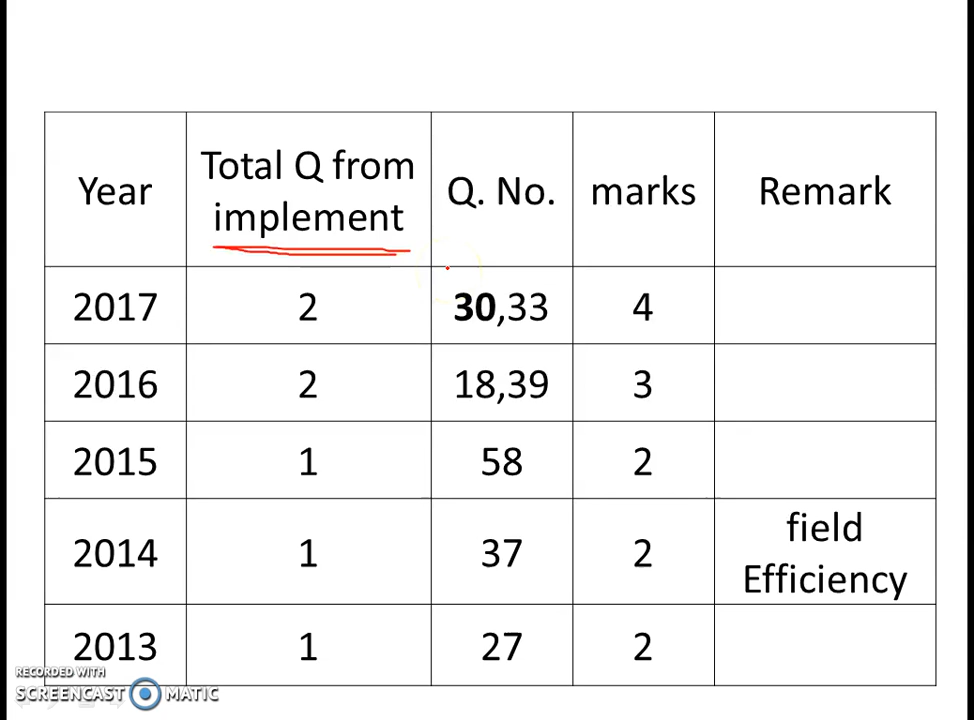 Year Total Q from implement Q. No. marks Remark
2017 2 30,33 4
2016 2 18,39 3
2015 1 58 2
2014 1 37 2 field Efficiency
2013 1 27 2
RECORDED WITH
SCREENCAST MATIC